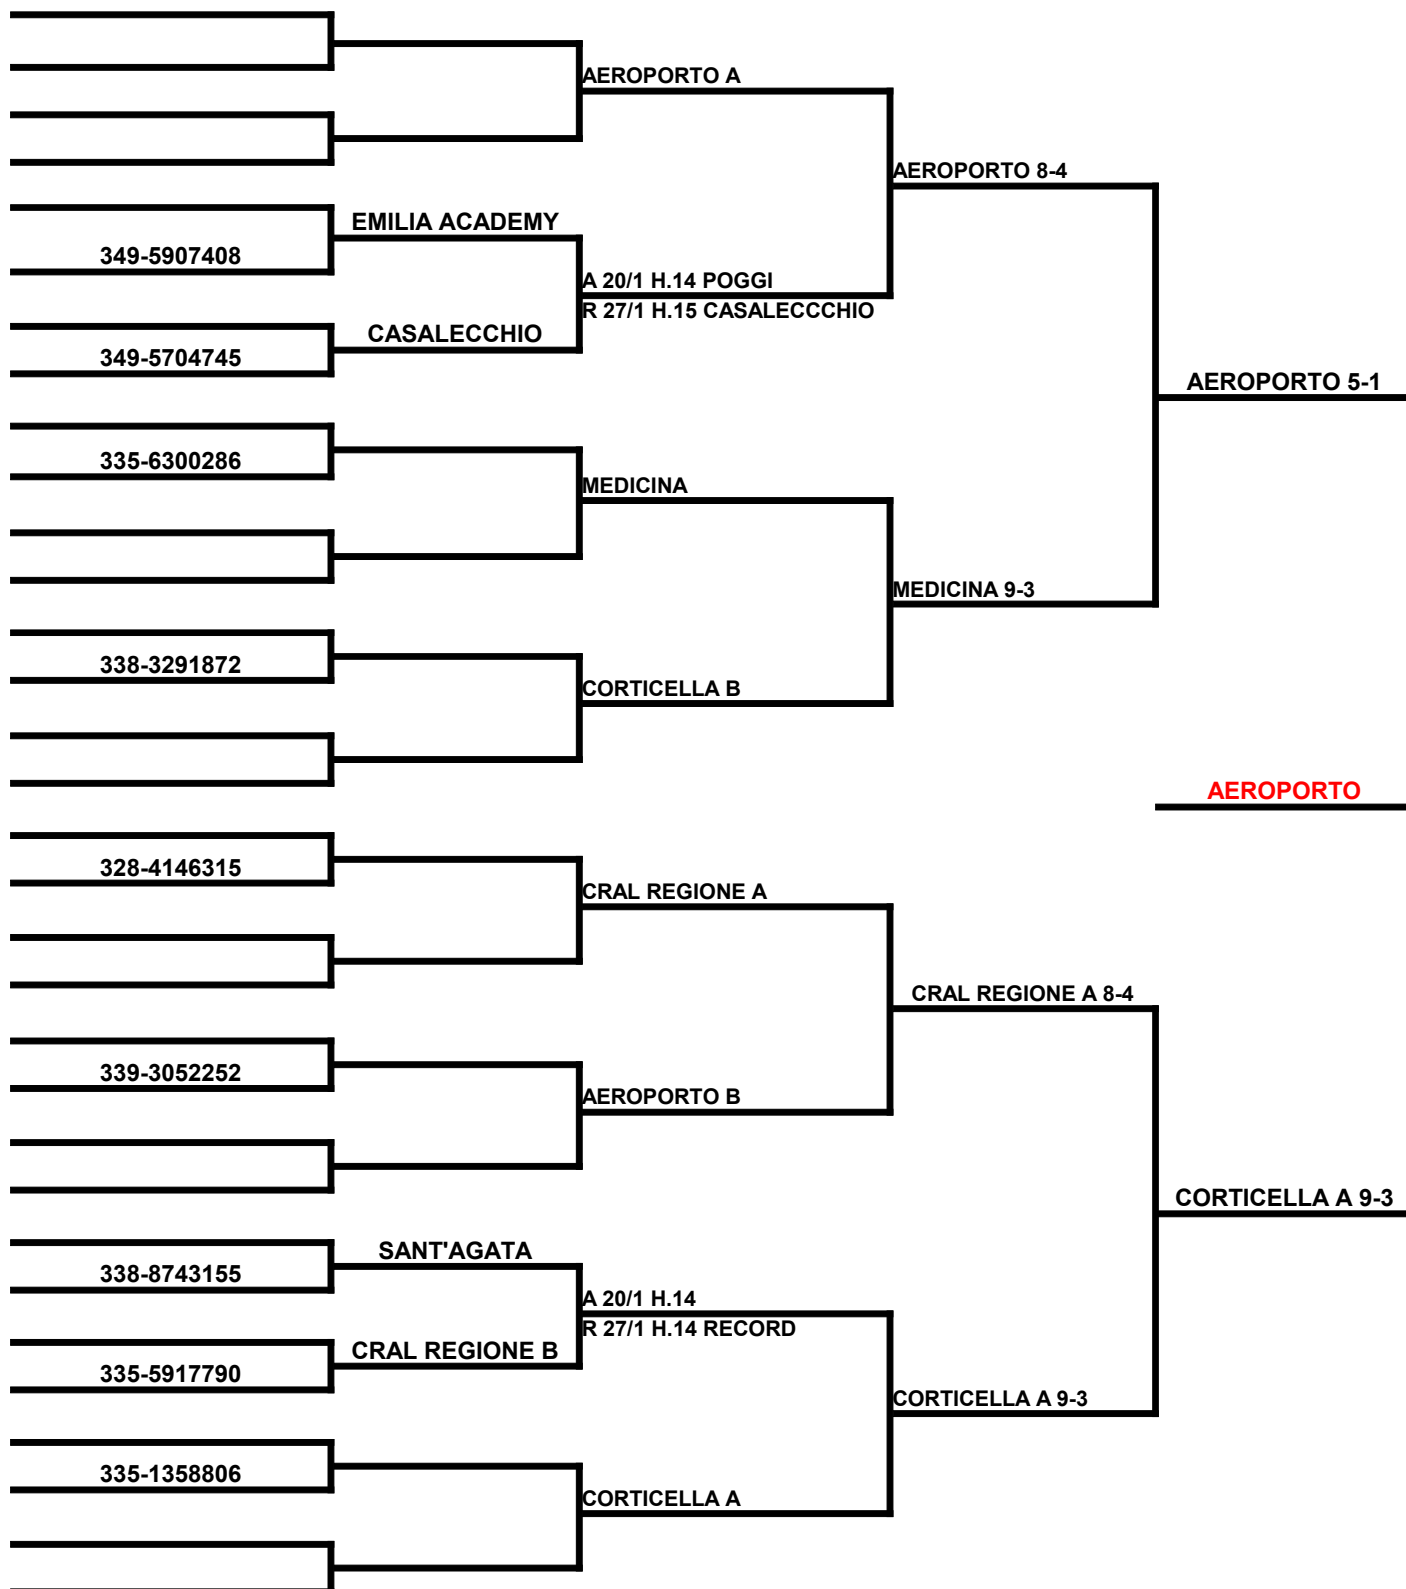 AEROPORTO A
AEROPORTO 8-4
EMILIA ACADEMY
349-5907408
A 20/1 H.14 POGGI
R 27/1 H.15 CASALECCCHIO
CASALECCHIO
349-5704745
AEROPORTO 5-1
335-6300286
MEDICINA
MEDICINA 9-3
338-3291872
CORTICELLA B
AEROPORTO
328-4146315
CRAL REGIONE A
CRAL REGIONE A 8-4
339-3052252
AEROPORTO B
CORTICELLA A 9-3
SANT'AGATA
338-8743155
A 20/1 H.14
R 27/1 H.14 RECORD
CRAL REGIONE B
335-5917790
CORTICELLA A 9-3
335-1358806
CORTICELLA A